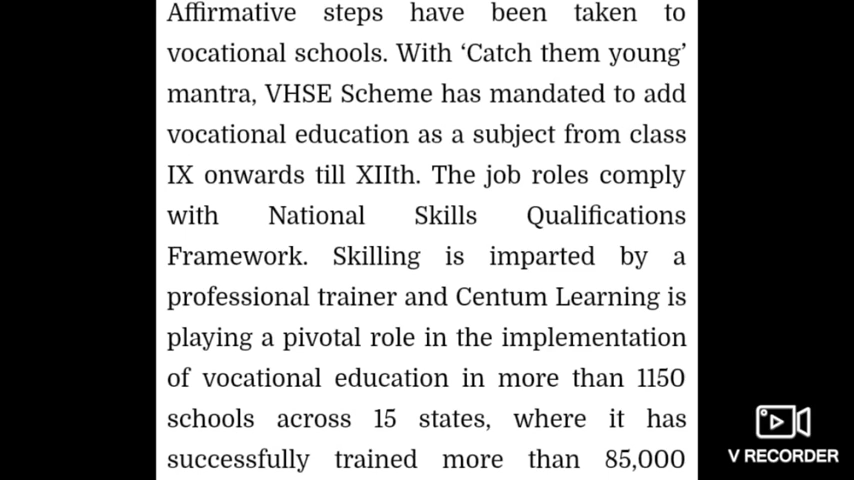 Affirmative steps have been taken to
vocational schools. With ‘Catch them young’
mantra, VHSE Scheme has mandated to add
vocational education as a subject from class
IX onwards till XIIth. The job roles comply
with National Skills Qualifications
Framework. Skilling is imparted by a
professional trainer and Centum Learning is
playing a pivotal role in the implementation
of vocational education in more than 1150
schools across 15 states, where it has
successfully trained more than 85,000
V RECORDER